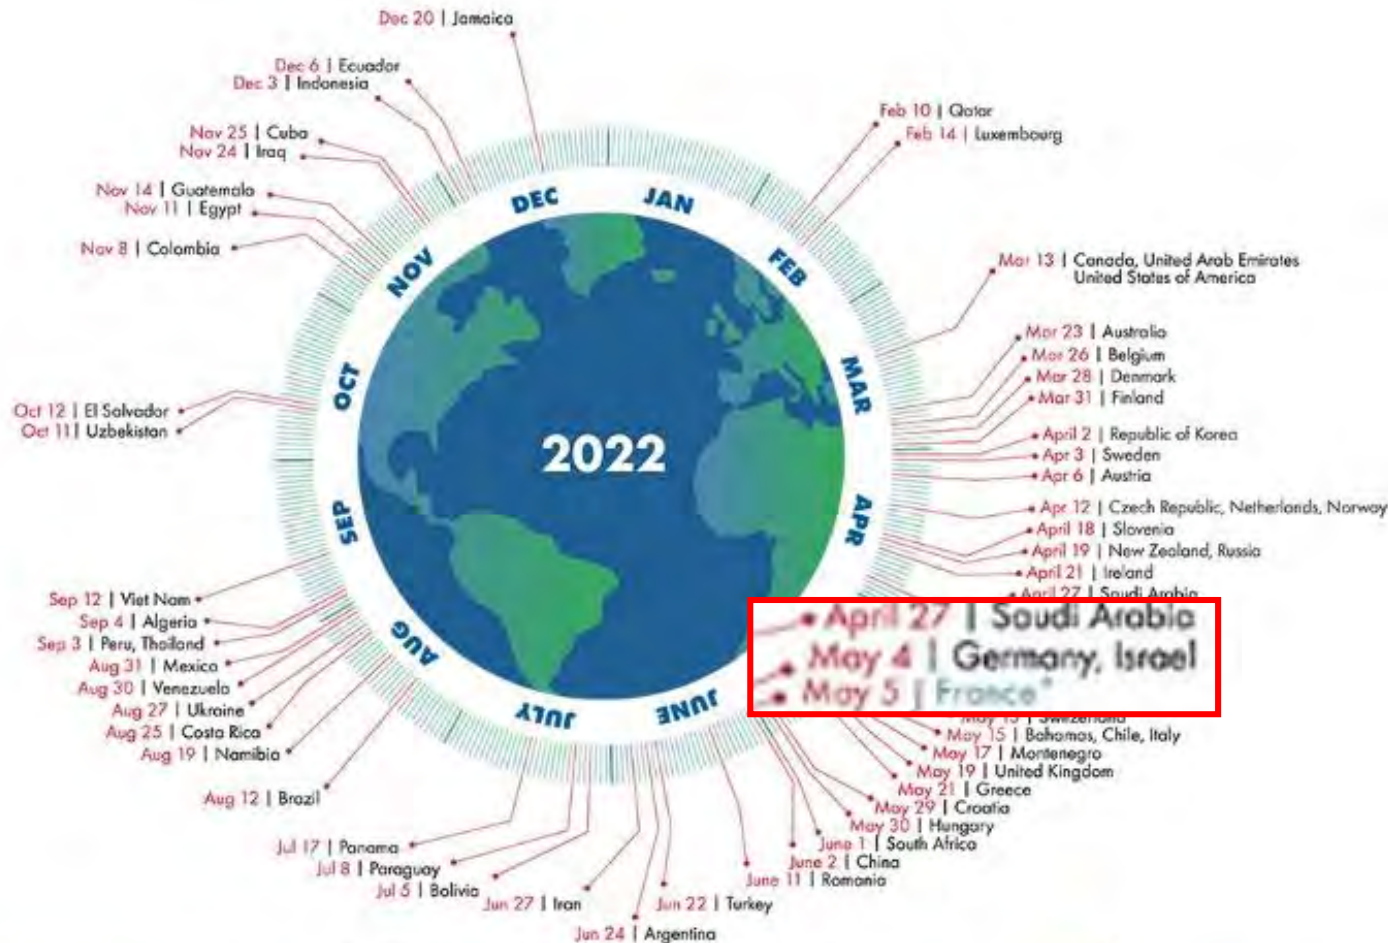 Dec 20 | Jamaica
Dec 6 | Ecuador
Dec 3 | Indonesia
Nov 25 | Cuba
Nov 24 | Iraq
Nov 14 | Guatemala
Nov 11 | Egypt
Nov 8 | Colombia
Oct 12 | El Salvador
Oct 11 | Uzbekistan
Sep 12 | Viet Nam
Sep 4 | Algeria
Sep 3 | Peru, Thailand
Aug 31 | Mexico
Aug 30 | Venezuela
Aug 27 | Ukraine
Aug 25 | Costa Rica
Aug 19 | Namibia
Aug 12 | Brazil
Jul 17 | Panama
Jul 8 | Paraguay
Jul 5 | Bolivia
Jun 27 | Iran
Jun 24 | Argentina
Jun 22 | Turkey
DEC
JAN
FEB
MAR
APR
JUNE
JULY
AUG
SEP
OCT
NOV
2022
Feb 10 | Qatar
Feb 14 | Luxembourg
Mar 13 | Canada, United Arab Emirates
United States of America
Mar 23 | Australia
Mar 26 | Belgium
Mar 28 | Denmark
Mar 31 | Finland
April 2 | Republic of Korea
Apr 3 | Sweden
Apr 6 | Austria
Apr 12 | Czech Republic, Netherlands, Norway
April 18 | Slovenia
April 19 | New Zealand, Russia
April 21 | Ireland
April 27 | Saudi Arabia
April 27 | Saudi Arabia
May 4 | Germany, Israel
May 5 | France*
May 13 | Switzerland
May 15 | Bahamas, Chile, Italy
May 17 | Montenegro
May 19 | United Kingdom
May 21 | Greece
May 29 | Croatia
May 30 | Hungary
June 1 | South Africa
June 2 | China
June 11 | Romania